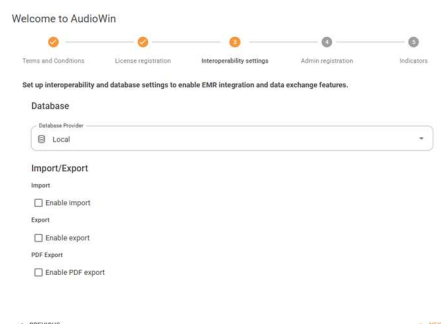 Welcome to AudioWin
3
4
5
Terms and Conditions
License registration
Interoperability settings
Admin registration
Indicators
Set up interoperability and database settings to enable EMR integration and data exchange features.
Database
Database Provider
Local
Import/Export
Import
Enable import
Export
Enable export
PDF Export
Enable PDF export